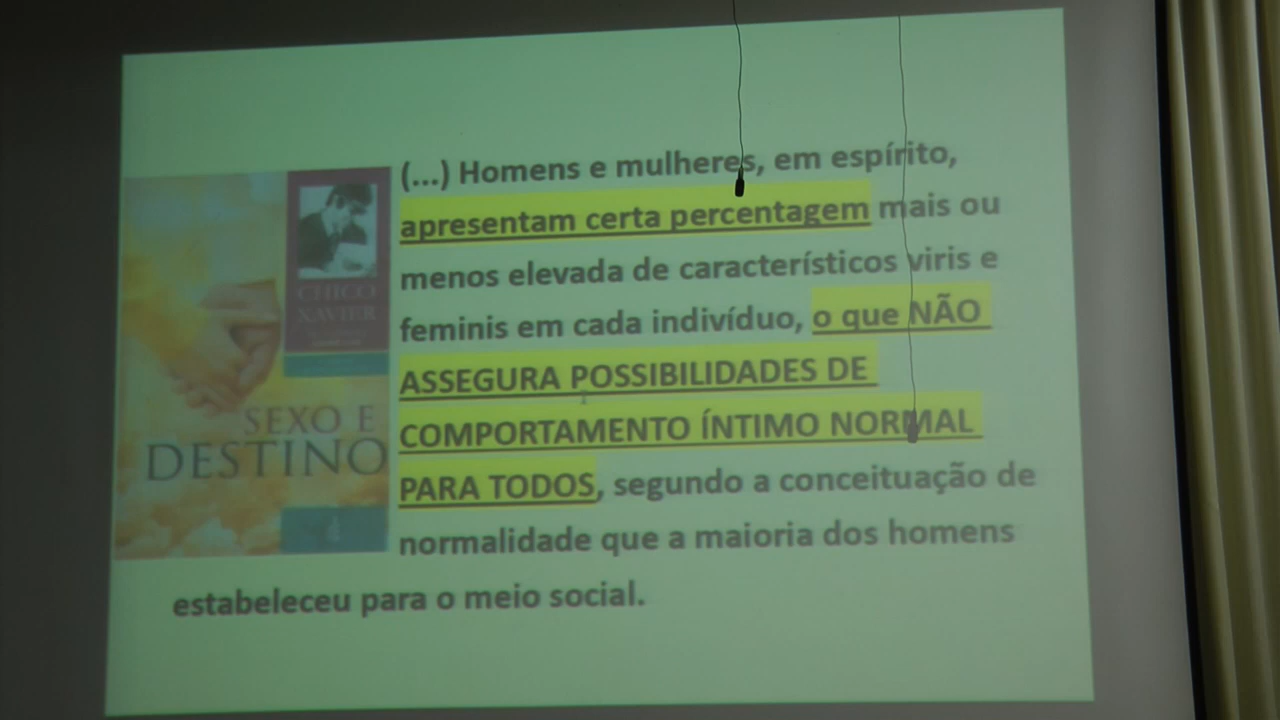 (...) Homens e mulheres, em espírito,
apresentam certa percentagem mais ou
menos elevada de característicos viris e
feminis em cada indivíduo, o que NÃO
ASSEGURA POSSIBILIDADES DE
COMPORTAMENTO ÍNTIMO NORMAL
PARA TODOS, segundo a conceituação de
normalidade que a maioria dos homens
estabeleceu para o meio social.
CHICO
XAVIER
SEXO E
DESTINO